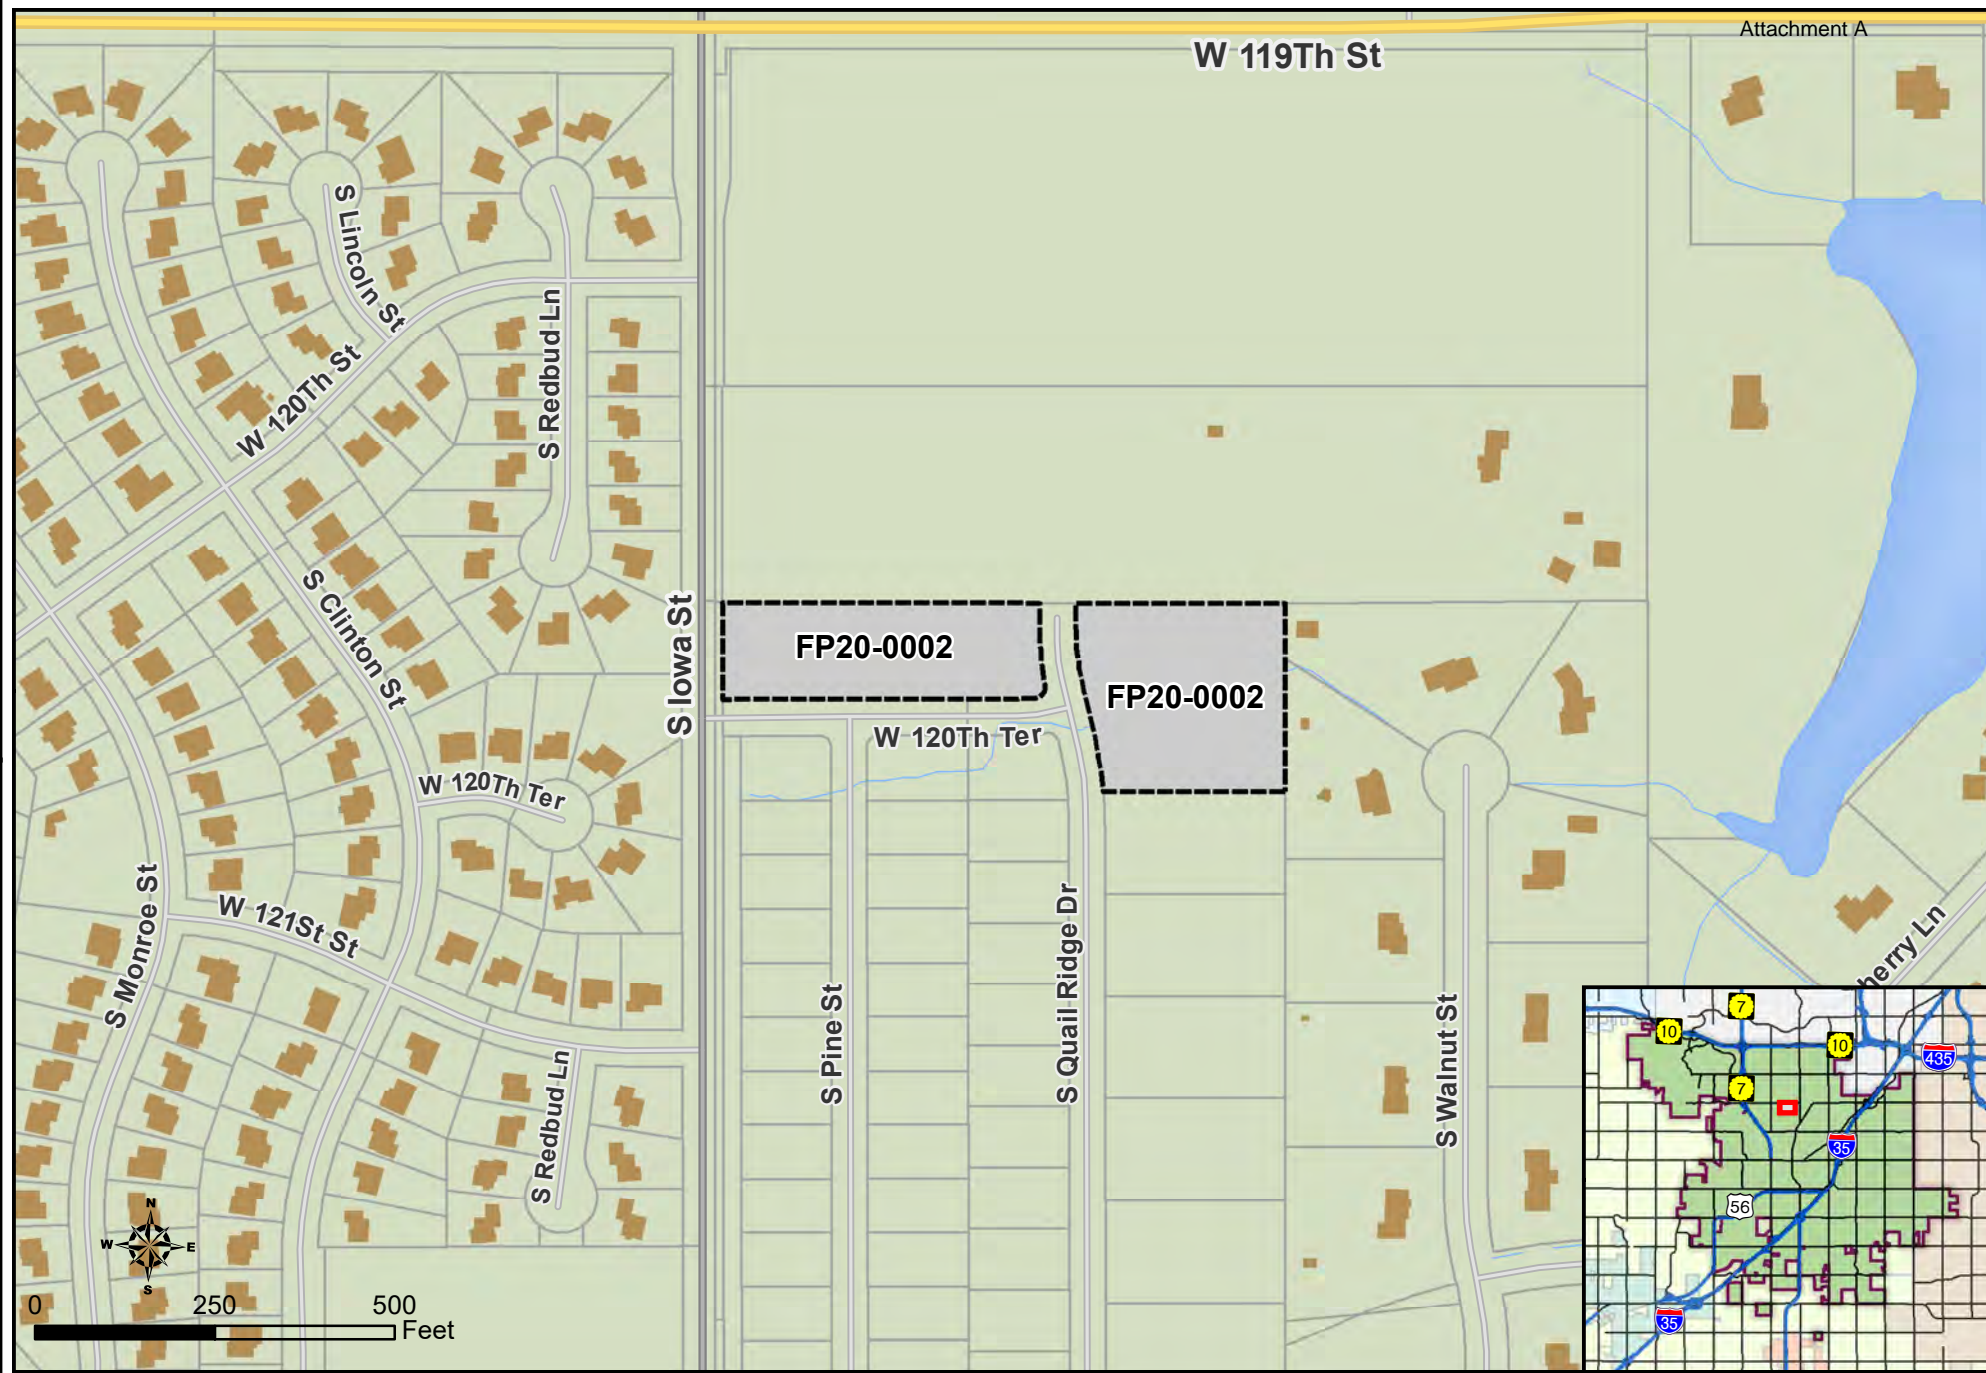 Attachment A
W 119Th St
S Lincoln St
S Redbud Ln
W 120Th St
S Clinton St
S Iowa St
FP20-0002
FP20-0002
W 120Th Ter
W 120Th Ter
S Monroe St
W 121St St
S Pine St
S Quail Ridge Dr
S Walnut St
S Redbud Ln
herry Ln
7
10
10
435
7
35
56
35
N
W
E
S
0
250
500
Feet